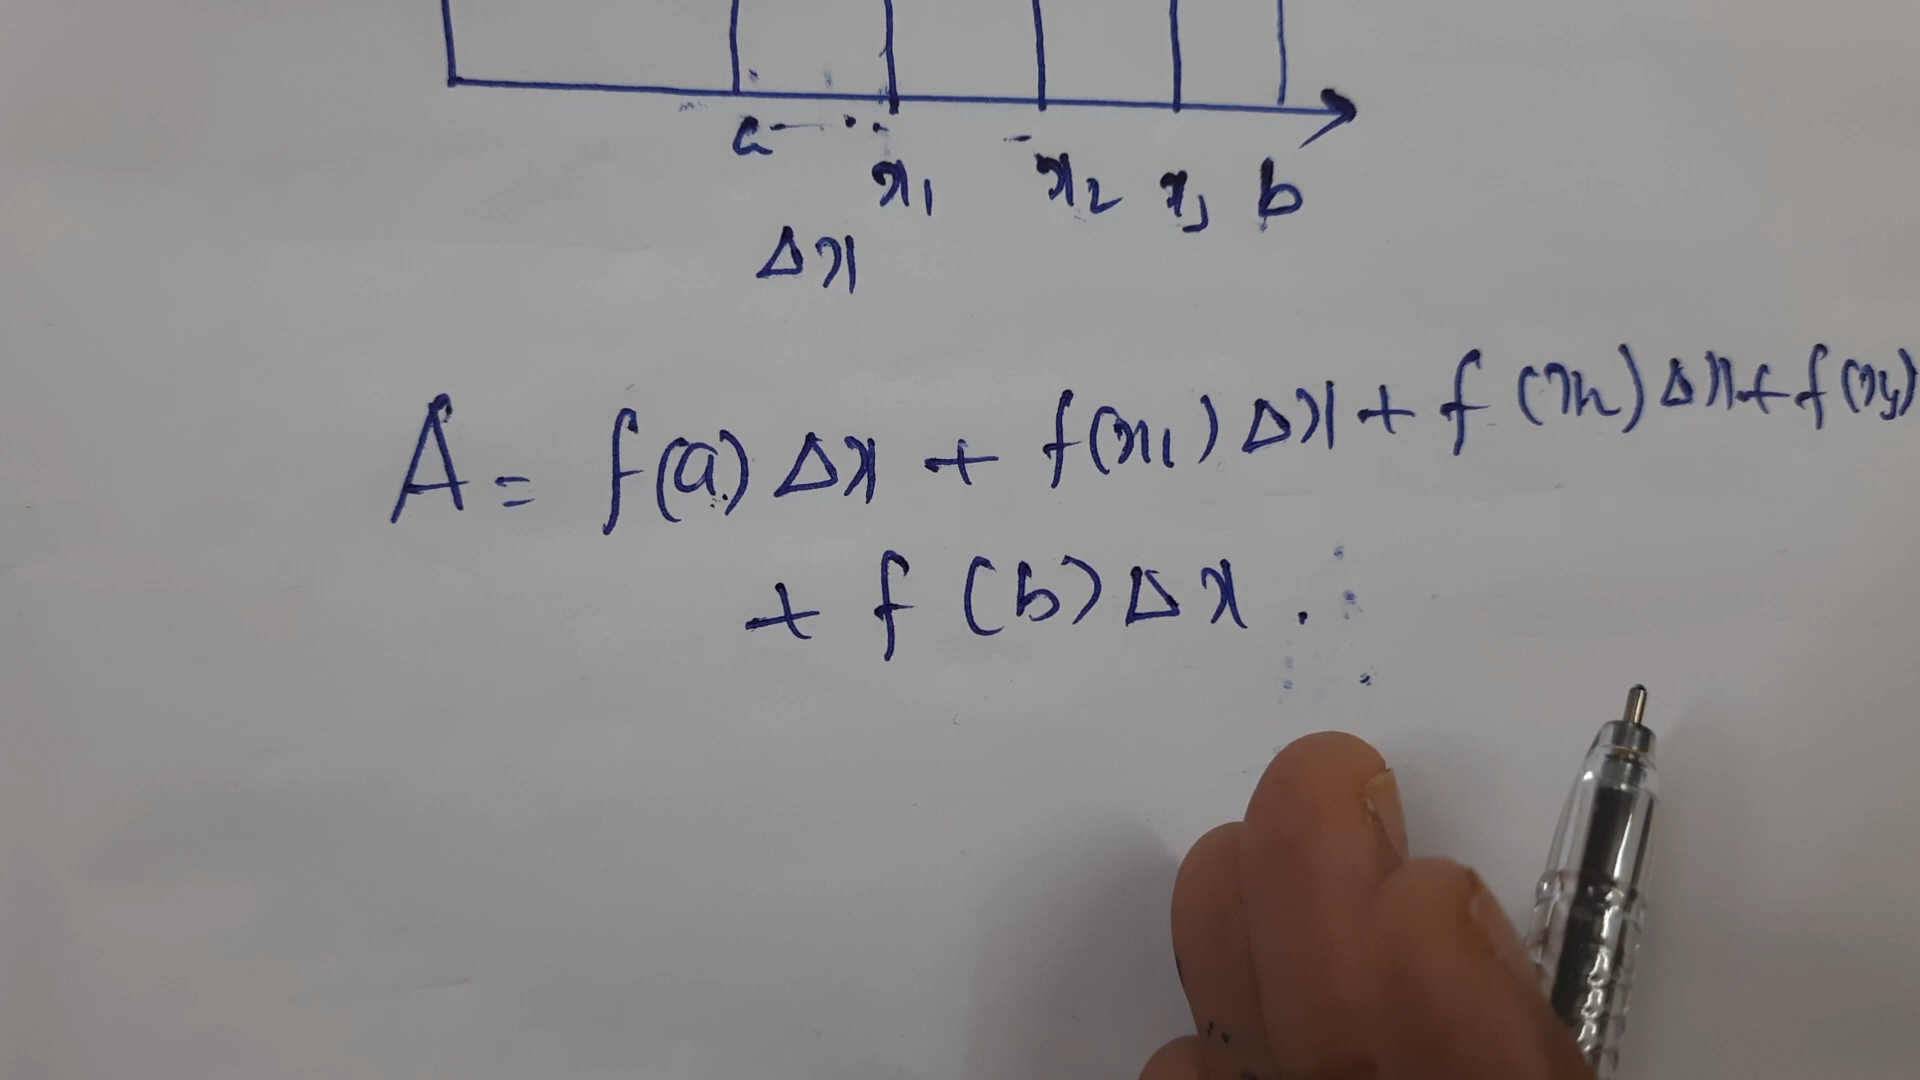 a x₁ x₂ x₃ b
Δx
A = f(a) Δx + f(x₁) Δx + f(x₂) Δx + f(x₃)
+ f(b) Δx.